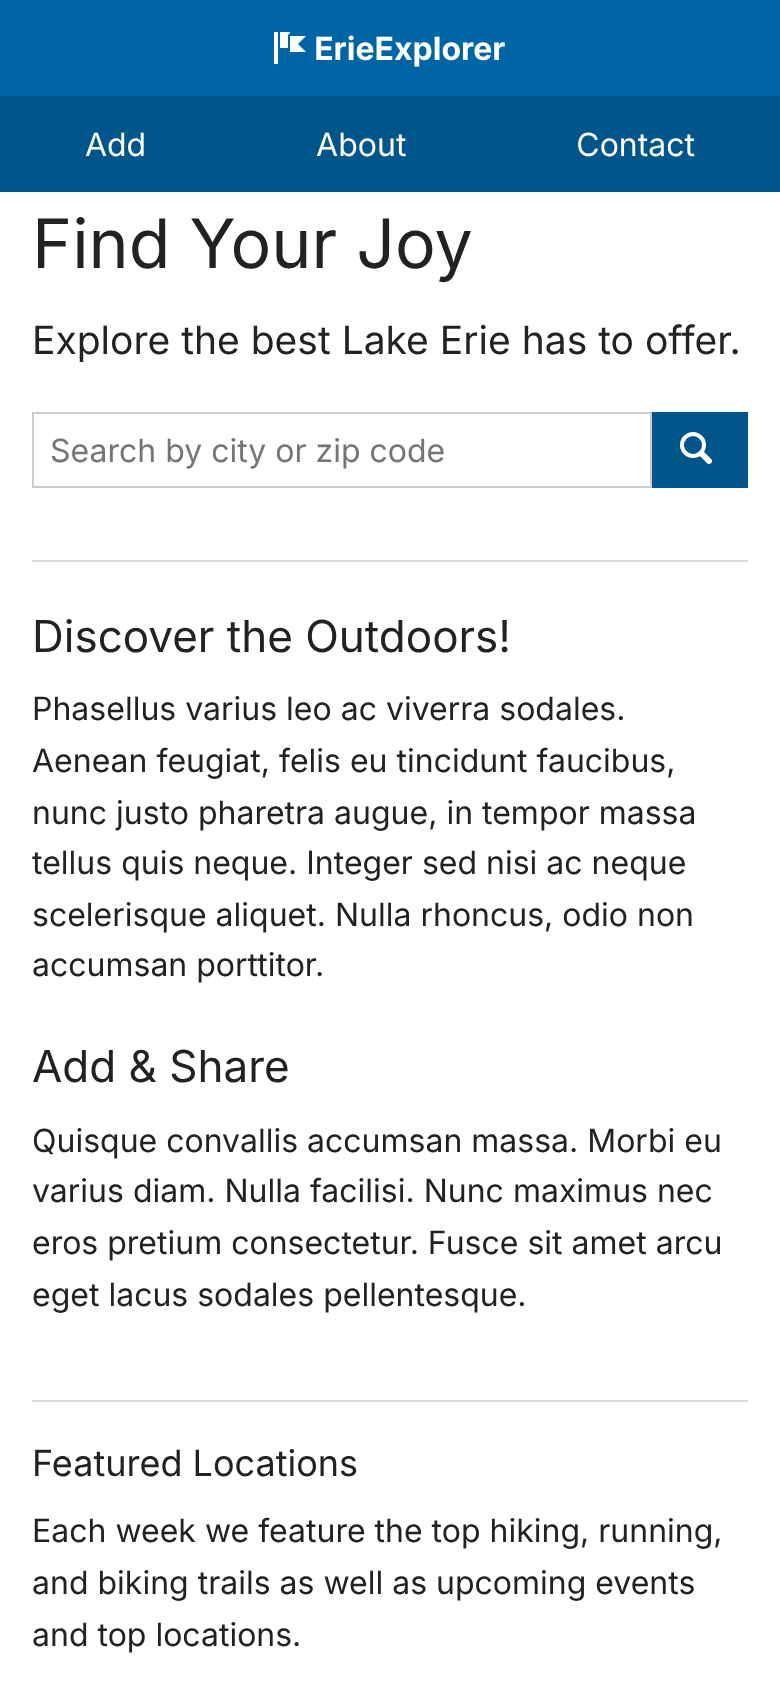 ErieExplorer
Add About Contact
Find Your Joy
Explore the best Lake Erie has to offer.
Search by city or zip code
Discover the Outdoors!
Phasellus varius leo ac viverra sodales.
Aenean feugiat, felis eu tincidunt faucibus,
nunc justo pharetra augue, in tempor massa
tellus quis neque. Integer sed nisi ac neque
scelerisque aliquet. Nulla rhoncus, odio non
accumsan porttitor.
Add & Share
Quisque convallis accumsan massa. Morbi eu
varius diam. Nulla facilisi. Nunc maximus nec
eros pretium consectetur. Fusce sit amet arcu
eget lacus sodales pellentesque.
Featured Locations
Each week we feature the top hiking, running,
and biking trails as well as upcoming events
and top locations.